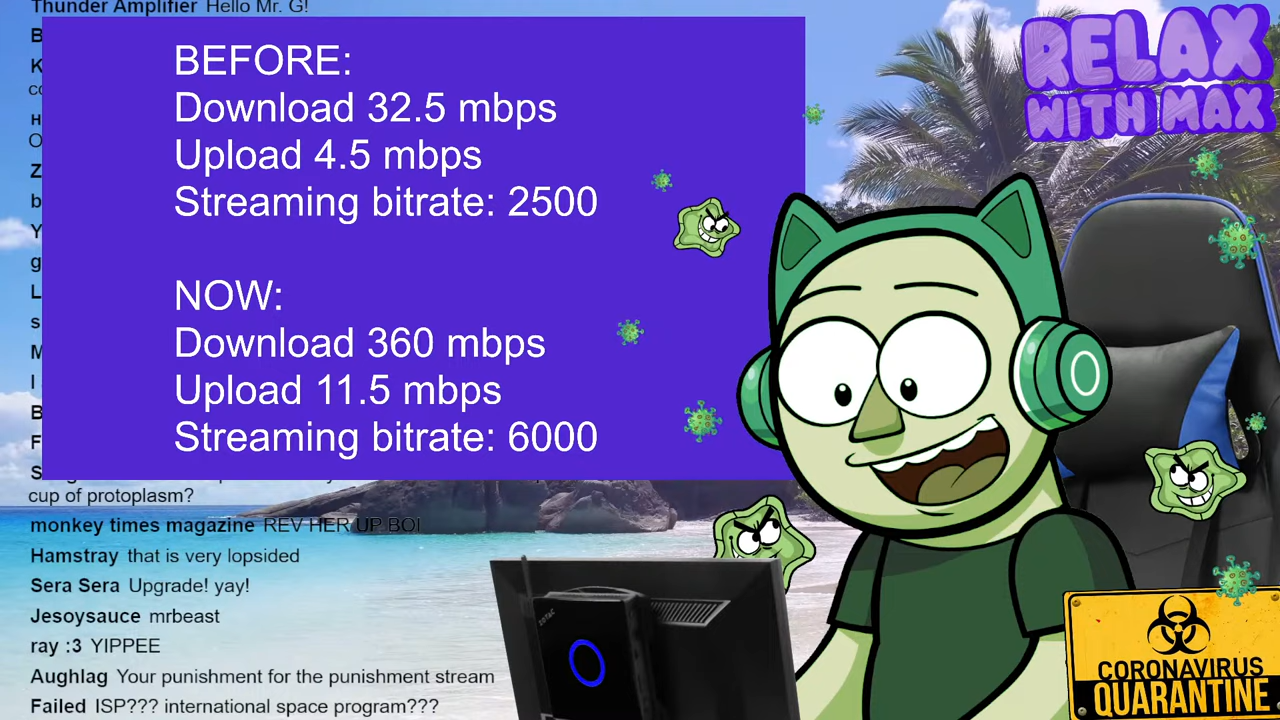 Thunder Amplifier Hello Mr. G!
RELAX
WITH MAX
BEFORE:
Download 32.5 mbps
Upload 4.5 mbps
Streaming bitrate: 2500
NOW:
Download 360 mbps
Upload 11.5 mbps
Streaming bitrate: 6000
cup of protoplasm?
monkey times magazine REV HER UP BOI
Hamstray that is very lopsided
Sera Sera Upgrade! yay!
Jesoysauce mrbeast
ray :3 YIPPEE
Aughlag Your punishment for the punishment stream
Failed ISP??? international space program???
ZOTAC
CORONAVIRUS
QUARANTINE